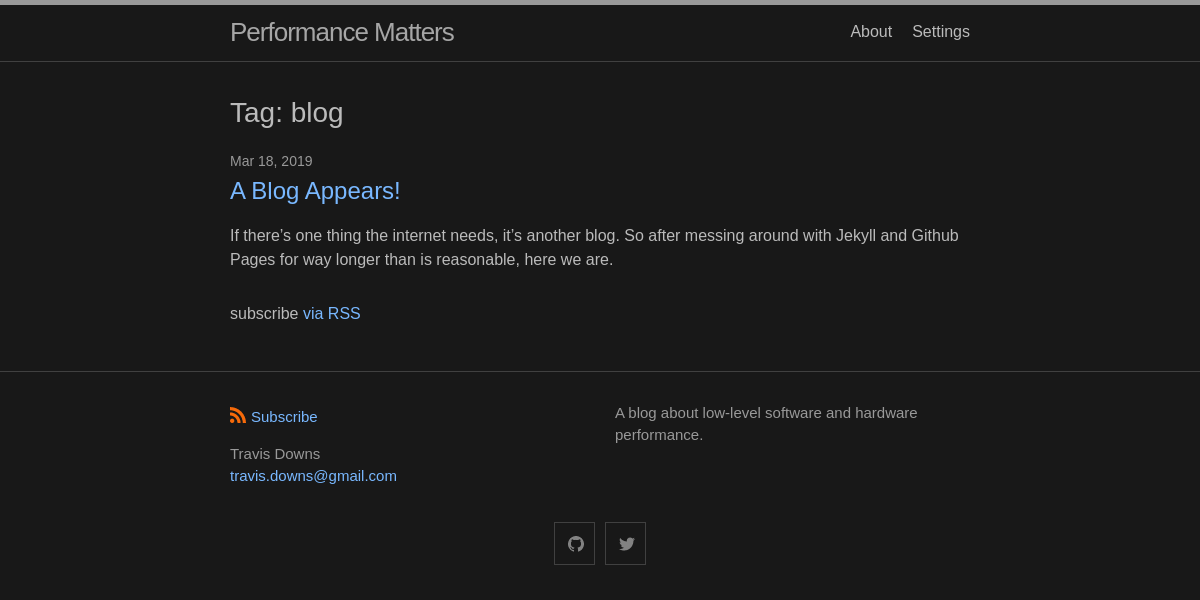 Performance Matters
About Settings
Tag: blog
Mar 18, 2019
A Blog Appears!
If there’s one thing the internet needs, it’s another blog. So after messing around with Jekyll and Github
Pages for way longer than is reasonable, here we are.
subscribe via RSS
Subscribe
Travis Downs
travis.downs@gmail.com
A blog about low-level software and hardware
performance.